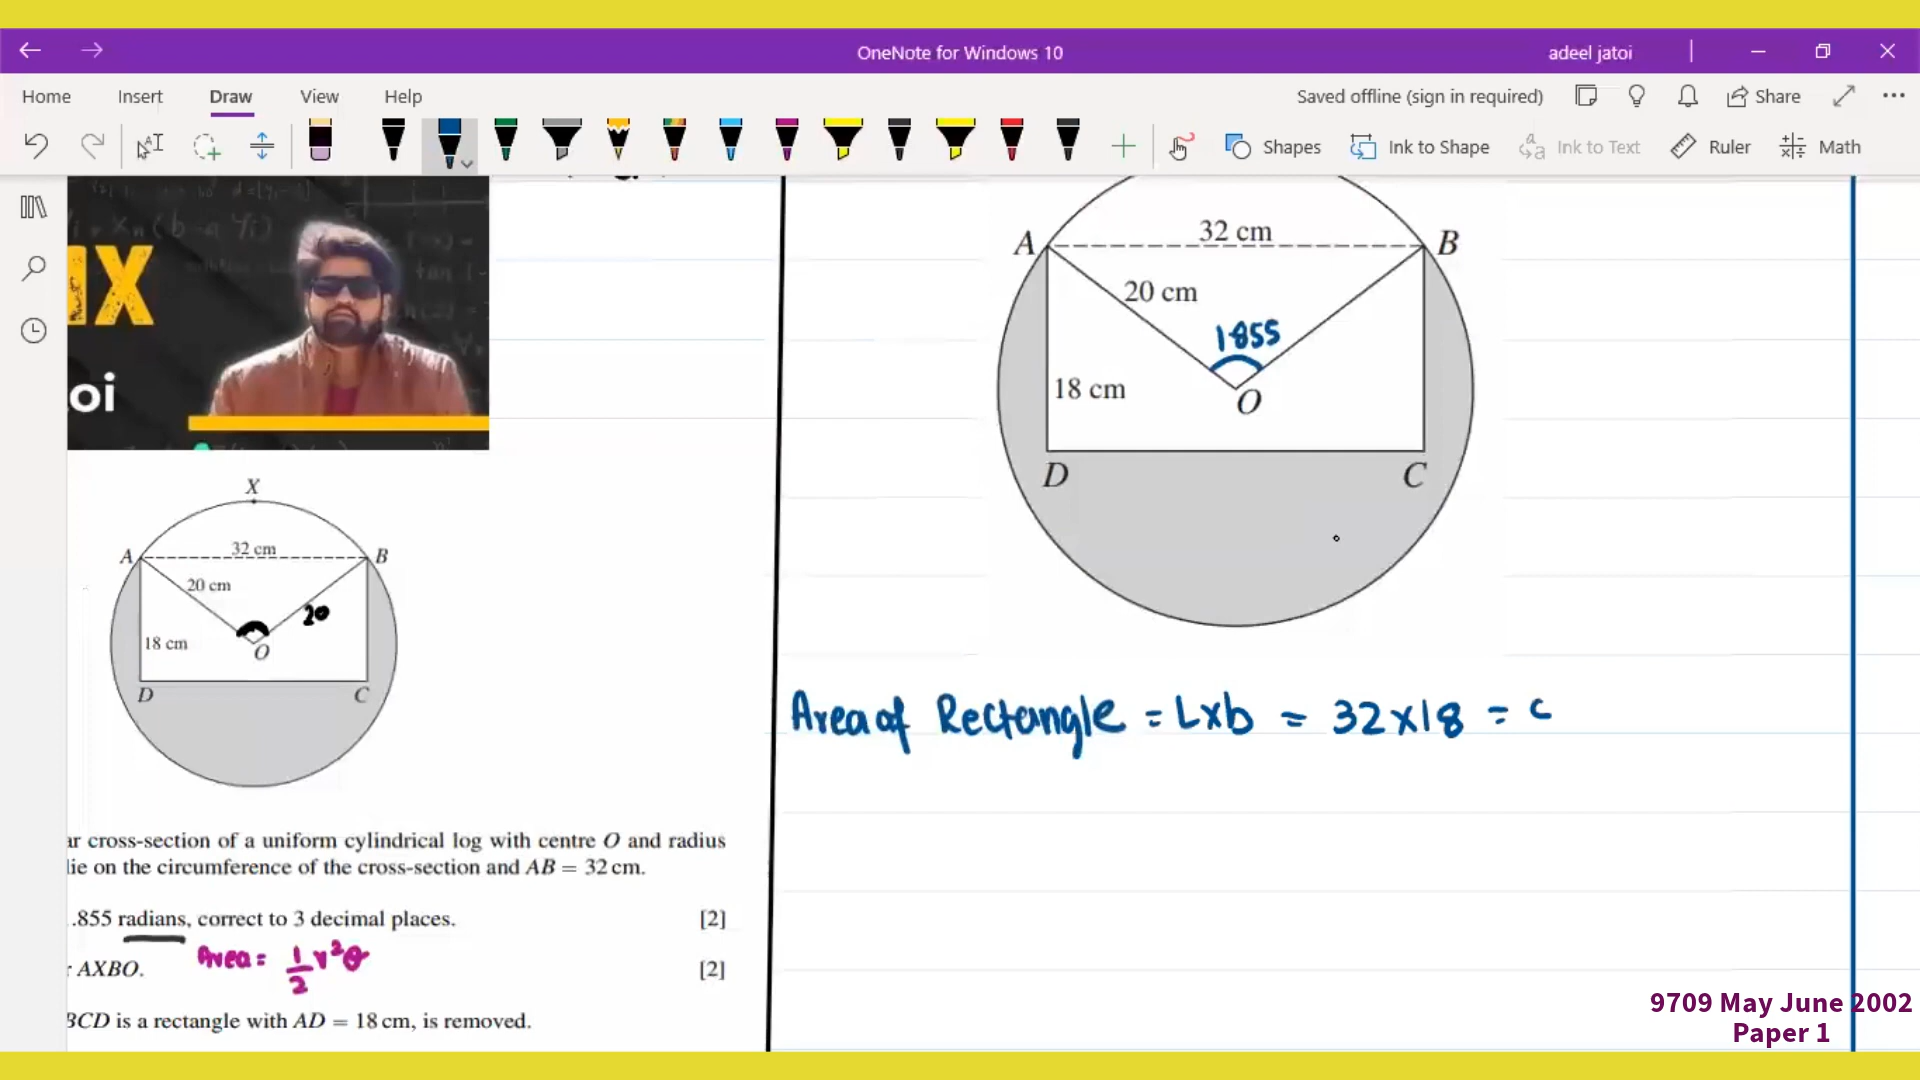 OneNote for Windows 10
adeel jatoi
Home Insert Draw View Help
Saved offline (sign in required)
Share
Shapes
Ink to Shape
Ink to Text
Ruler
Math
IX
oi
X
A
32 cm
B
20 cm
20
18 cm
O
D
C
ar cross-section of a uniform cylindrical log with centre O and radius
lie on the circumference of the cross-section and AB = 32 cm.
.855 radians, correct to 3 decimal places. [2]
Area = 1/2 r²θ
r AXBO. [2]
BCD is a rectangle with AD = 18 cm, is removed.
A
32 cm
B
20 cm
1.855
18 cm
O
D
C
Area of Rectangle = L×b = 32×18 =
9709 May June 2002
Paper 1